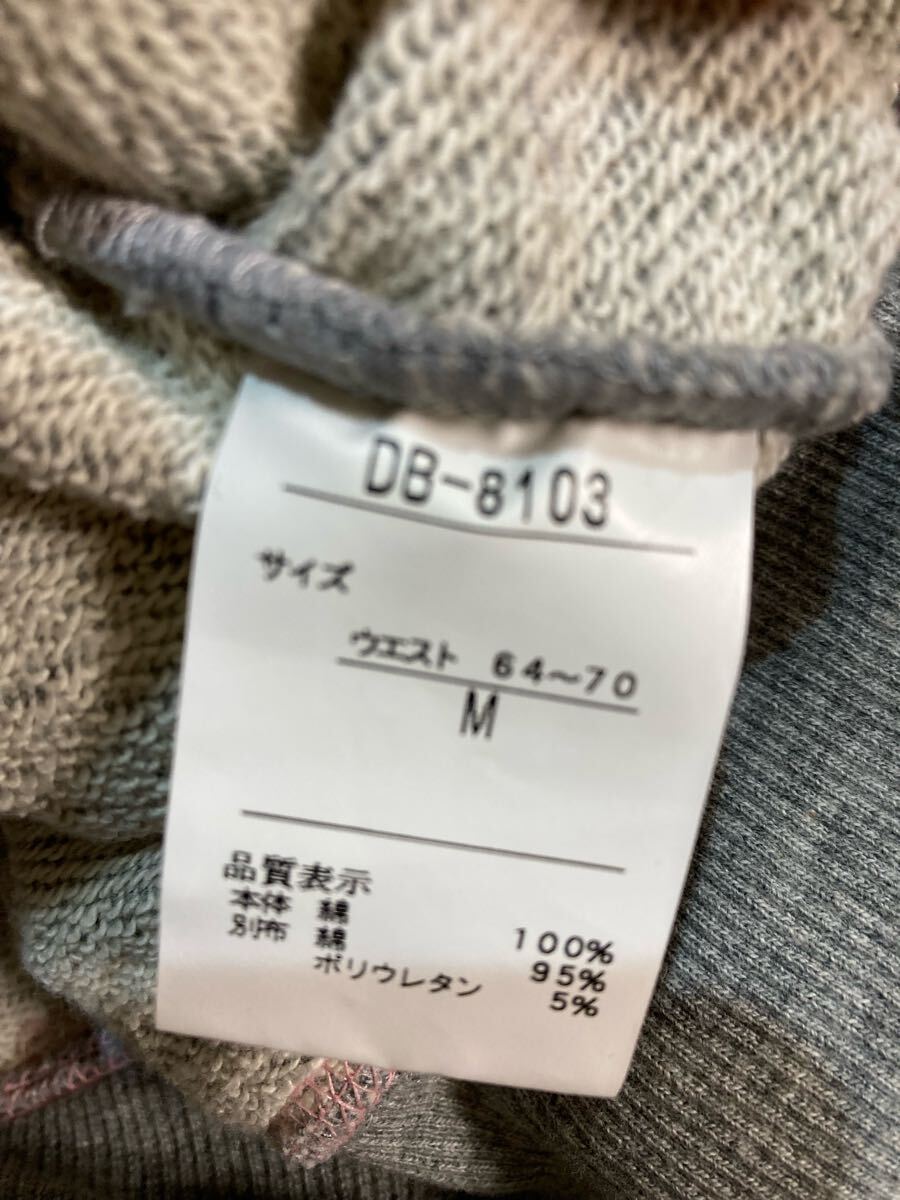 DB-8103
サイズ
ウエスト 64~70
M
品質表示
本体 綿 100%
別布 綿 95%
ポリウレタン 5%